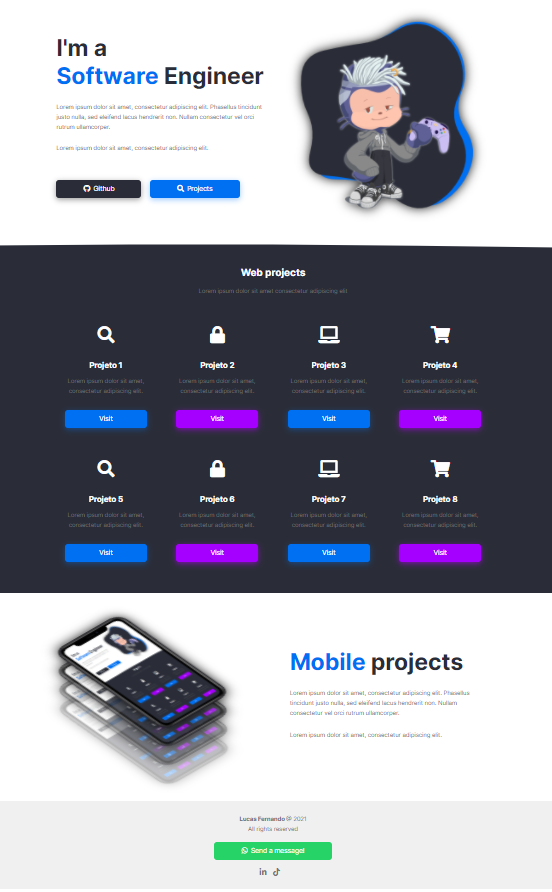 I'm a
Software Engineer
Lorem ipsum dolor sit amet, consectetur adipiscing elit. Phasellus tincidunt
justo nulla, sed eleifend lacus hendrerit non. Nullam consectetur vel orci
rutrum ullamcorper.
Lorem ipsum dolor sit amet, consectetur adipiscing elit.
Github Projects
Web projects
Lorem ipsum dolor sit amet consectetur adipiscing elit
Projeto 1 Projeto 2 Projeto 3 Projeto 4
Lorem ipsum dolor sit amet, Lorem ipsum dolor sit amet, Lorem ipsum dolor sit amet, Lorem ipsum dolor sit amet,
consectetur adipiscing elit. consectetur adipiscing elit. consectetur adipiscing elit. consectetur adipiscing elit.
Visit Visit Visit Visit
Projeto 5 Projeto 6 Projeto 7 Projeto 8
Lorem ipsum dolor sit amet, Lorem ipsum dolor sit amet, Lorem ipsum dolor sit amet, Lorem ipsum dolor sit amet,
consectetur adipiscing elit. consectetur adipiscing elit. consectetur adipiscing elit. consectetur adipiscing elit.
Visit Visit Visit Visit
Mobile projects
Lorem ipsum dolor sit amet, consectetur adipiscing elit. Phasellus
tincidunt justo nulla, sed eleifend lacus hendrerit non. Nullam
consectetur vel orci rutrum ullamcorper.
Lorem ipsum dolor sit amet, consectetur adipiscing elit.
Lucas Fernando @ 2021
All rights reserved
Send a message!